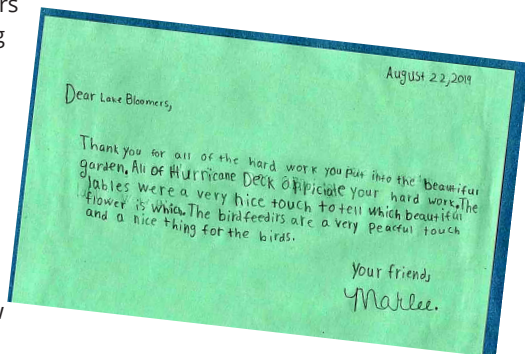 rs
g
August 22, 2019
Dear Lake Bloomers,
Thank you for all of the hard work you put into the beautiful
garden. All of Hurricane Deck appiciate your hard work. The
lables were a very nice touch to tell which beautiful
flower is which. The birdfeedirs are a very peacful touch
and a nice thing for the birds.
Your friend,
Marlee.